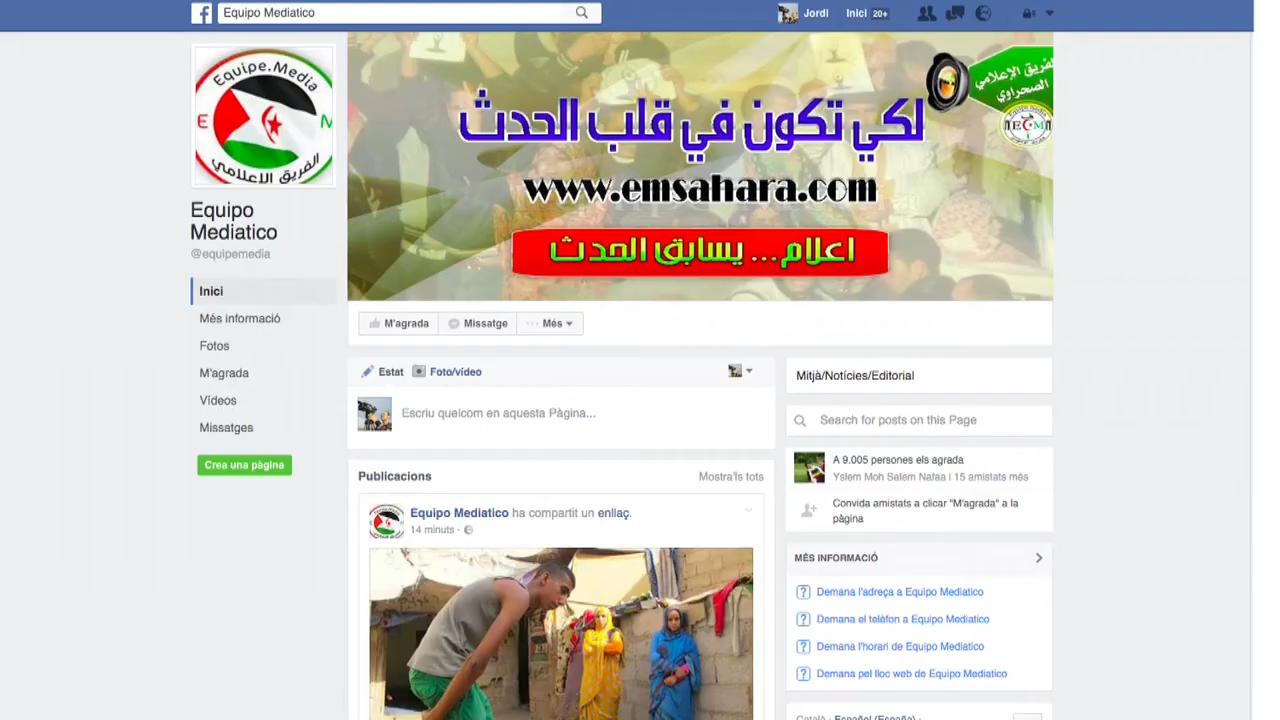 Equipo Mediatico
Jordi
Inici 20+
Equipe.Media
E M
الفريق الإعلامي
الفريق الإعلامي
الصحراوي
ECM
لكي تكون في قلب الحدث
www.emsahara.com
اعلام... يسابق الحدث
Equipo
Mediatico
@equipemedia
Inici
Més informació
Fotos
M'agrada
Vídeos
Missatges
Crea una pàgina
M'agrada
Missatge
··· Més
Estat
Foto/vídeo
Escriu quelcom en aquesta Pàgina...
Publicacions
Mostra'ls tots
Equipo Mediatico ha compartit un enllaç.
14 minuts ·
Mitjà/Notícies/Editorial
Search for posts on this Page
A 9.005 persones els agrada
Yslem Moh Salem Nafaa i 15 amistats més
Convida amistats a clicar "M'agrada" a la
pàgina
MÉS INFORMACIÓ
Demana l'adreça a Equipo Mediatico
Demana el telèfon a Equipo Mediatico
Demana l'horari de Equipo Mediatico
Demana pel lloc web de Equipo Mediatico
Català · Español (España) ·